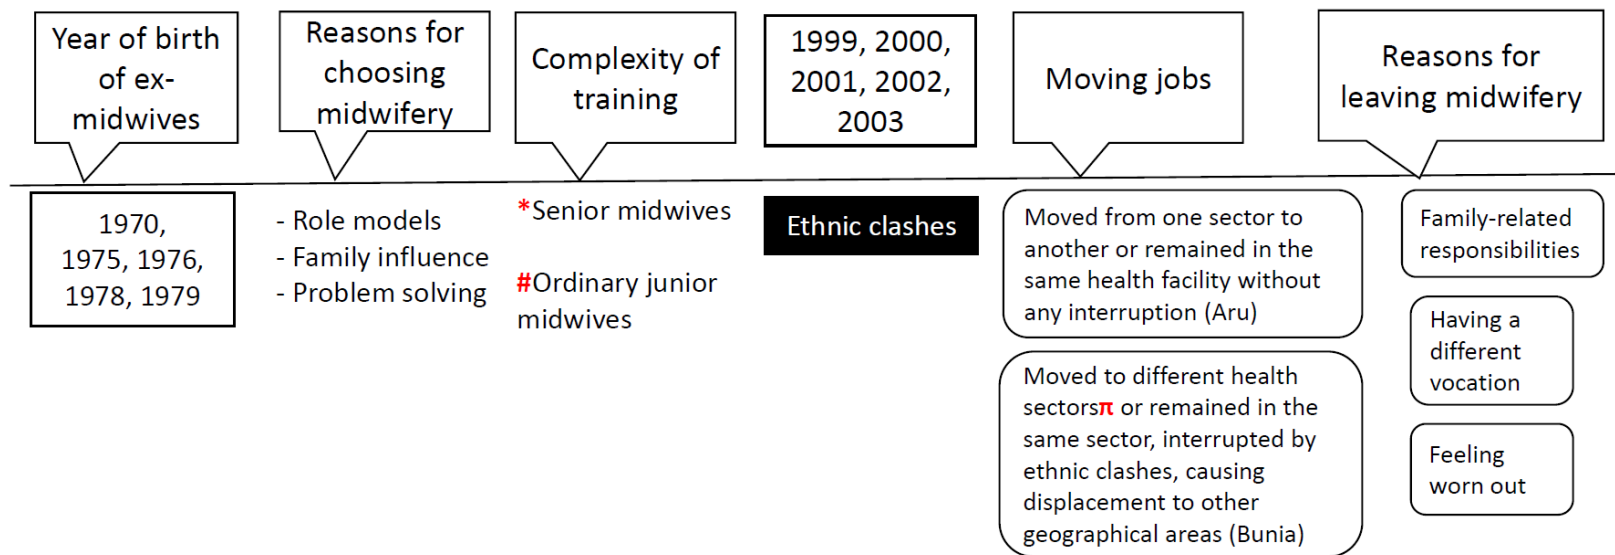 Year of birth
of ex-
midwives
Reasons for
choosing
midwifery
Complexity of
training
1999, 2000,
2001, 2002,
2003
Moving jobs
Reasons for
leaving midwifery
1970,
1975, 1976,
1978, 1979
- Role models
- Family influence
- Problem solving
*Senior midwives
#Ordinary junior
midwives
Ethnic clashes
Moved from one sector to
another or remained in the
same health facility without
any interruption (Aru)
Moved to different health
sectorsπ or remained in the
same sector, interrupted by
ethnic clashes, causing
displacement to other
geographical areas (Bunia)
Family-related
responsibilities
Having a
different
vocation
Feeling
worn out